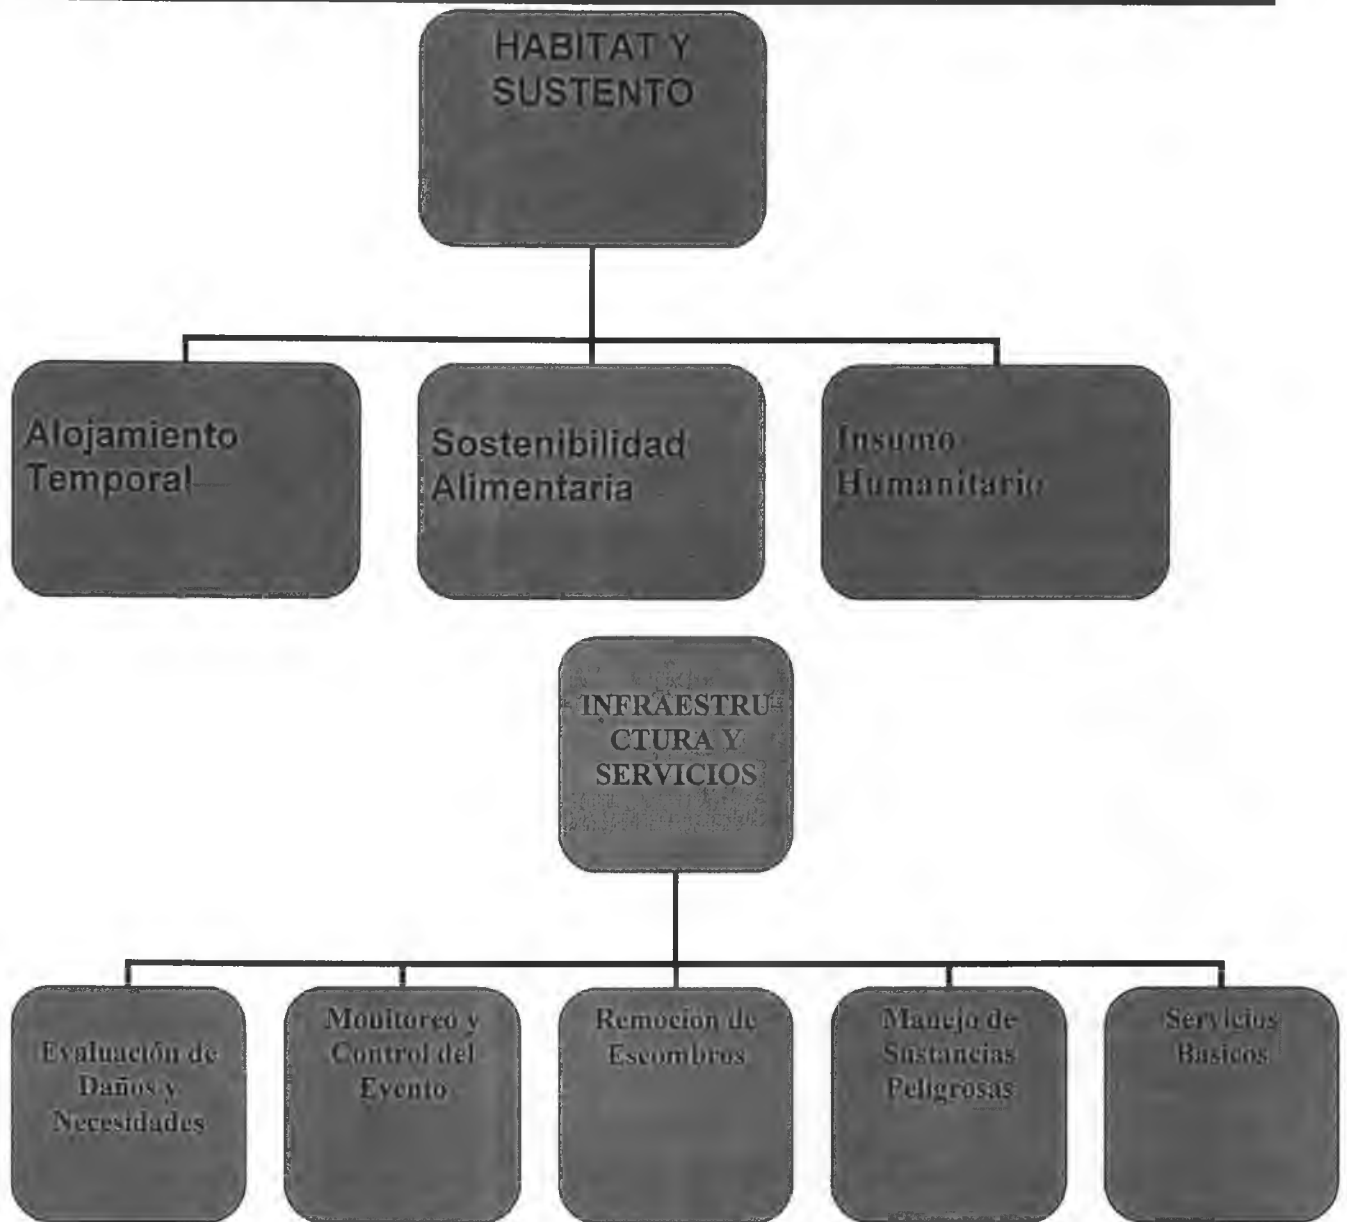 HABITAT Y
SUSTENTO
Alojamiento
Temporal
Sostenibilidad
Alimentaria
Insumo
Humanitario
INFRAESTRU
CTURA Y
SERVICIOS
Evaluación de
Daños y
Necesidades
Monitoreo y
Control del
Evento
Remocion de
Escombros
Manejo de
Sustancias
Peligrosas
Servicios
Basicos